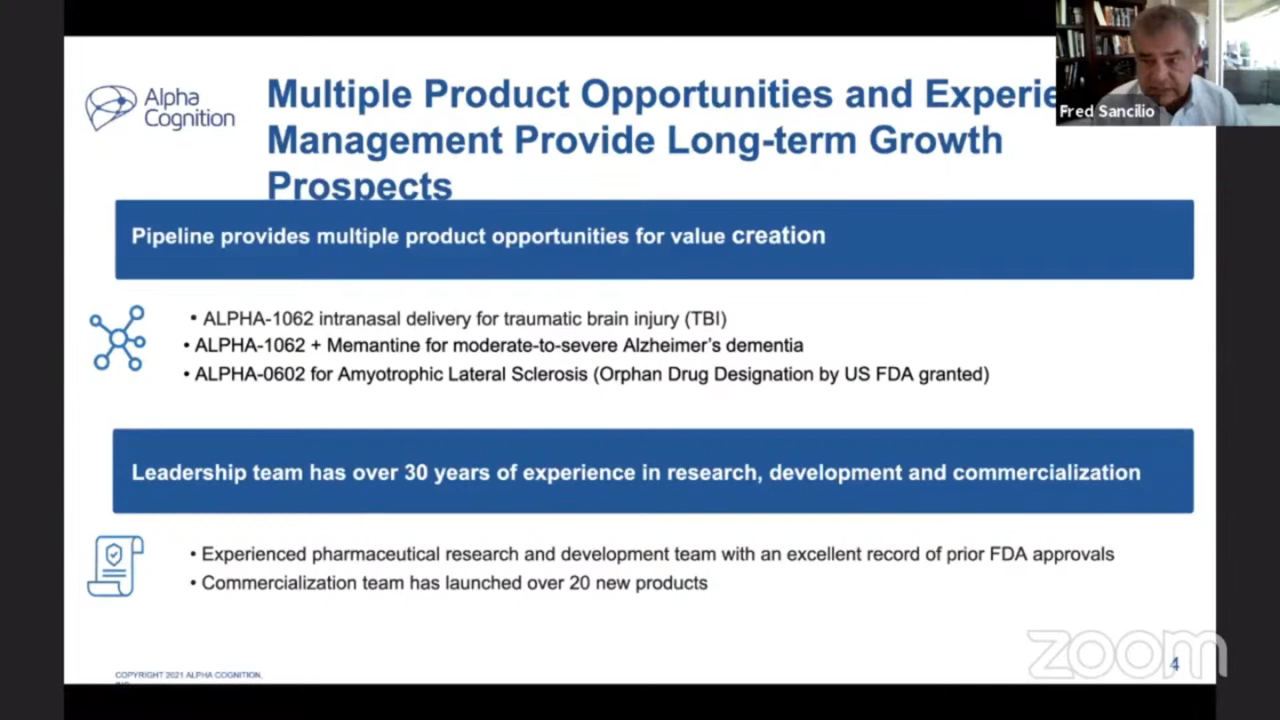 Alpha
Cognition
Multiple Product Opportunities and Experie
Management Provide Long-term Growth
Prospects
Fred Sancilio
Pipeline provides multiple product opportunities for value creation
• ALPHA-1062 intranasal delivery for traumatic brain injury (TBI)
• ALPHA-1062 + Memantine for moderate-to-severe Alzheimer's dementia
• ALPHA-0602 for Amyotrophic Lateral Sclerosis (Orphan Drug Designation by US FDA granted)
Leadership team has over 30 years of experience in research, development and commercialization
• Experienced pharmaceutical research and development team with an excellent record of prior FDA approvals
• Commercialization team has launched over 20 new products
COPYRIGHT 2021 ALPHA COGNITION,
zoom
4